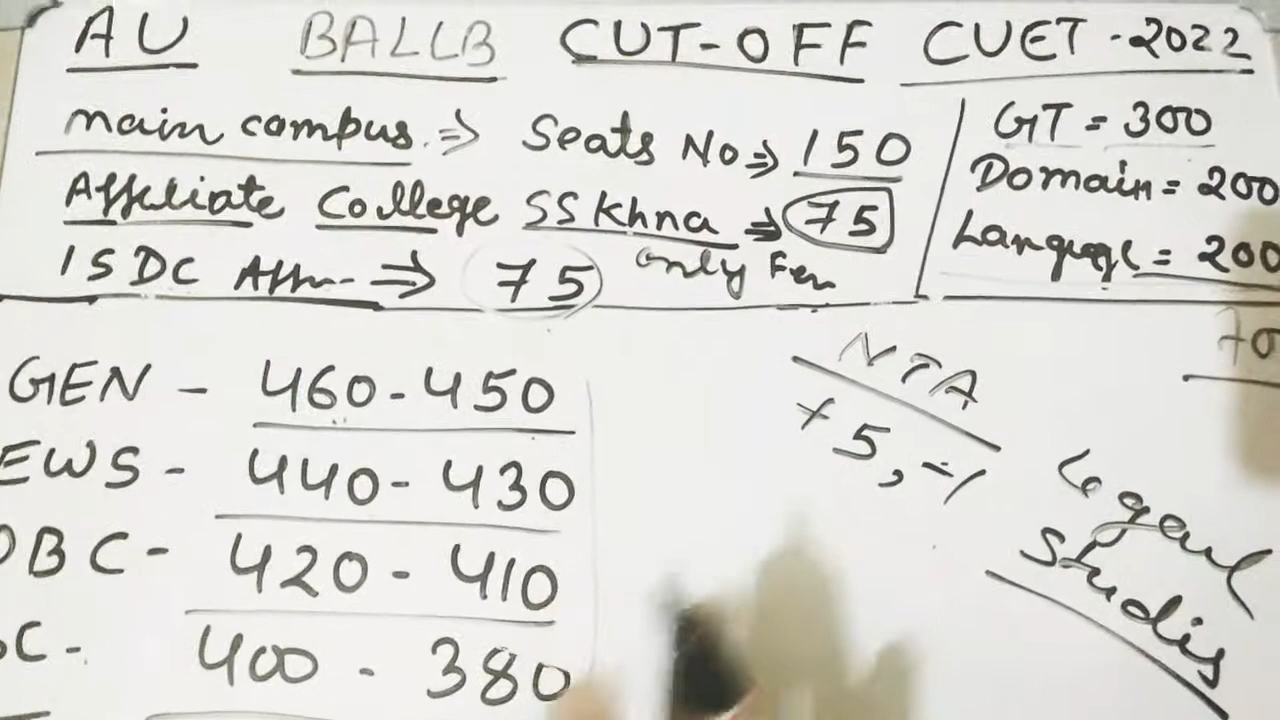 AU BALLB CUT-OFF CUET-2022
main campus. ⇒ Seats No ⇒ 150
Affiliate College SS Khna ⇒ 75
only Fem
ISDC ⇒ 75
GT = 300
Domain = 200
Language = 200
70
GEN - 460-450
EWS - 440-430
OBC - 420-410
SC - 400-380
NTA
+5, -1
Legal
Studis